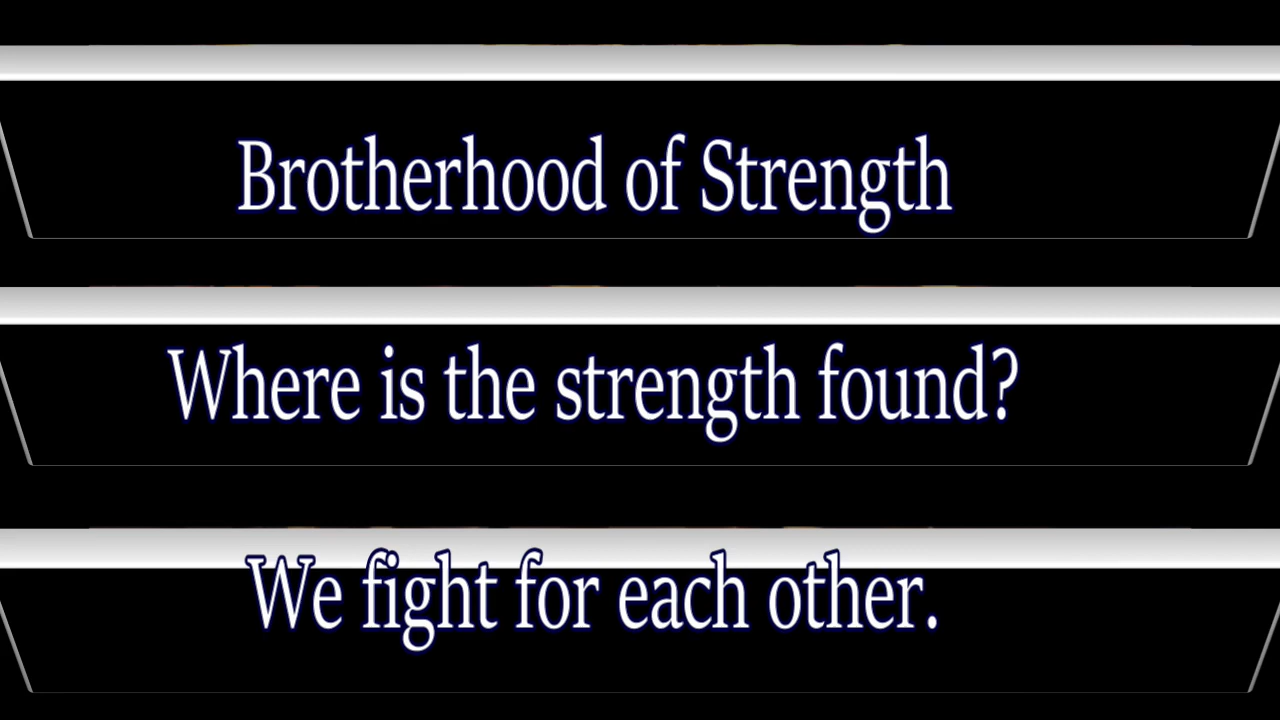 Brotherhood of Strength
Where is the strength found?
We fight for each other.